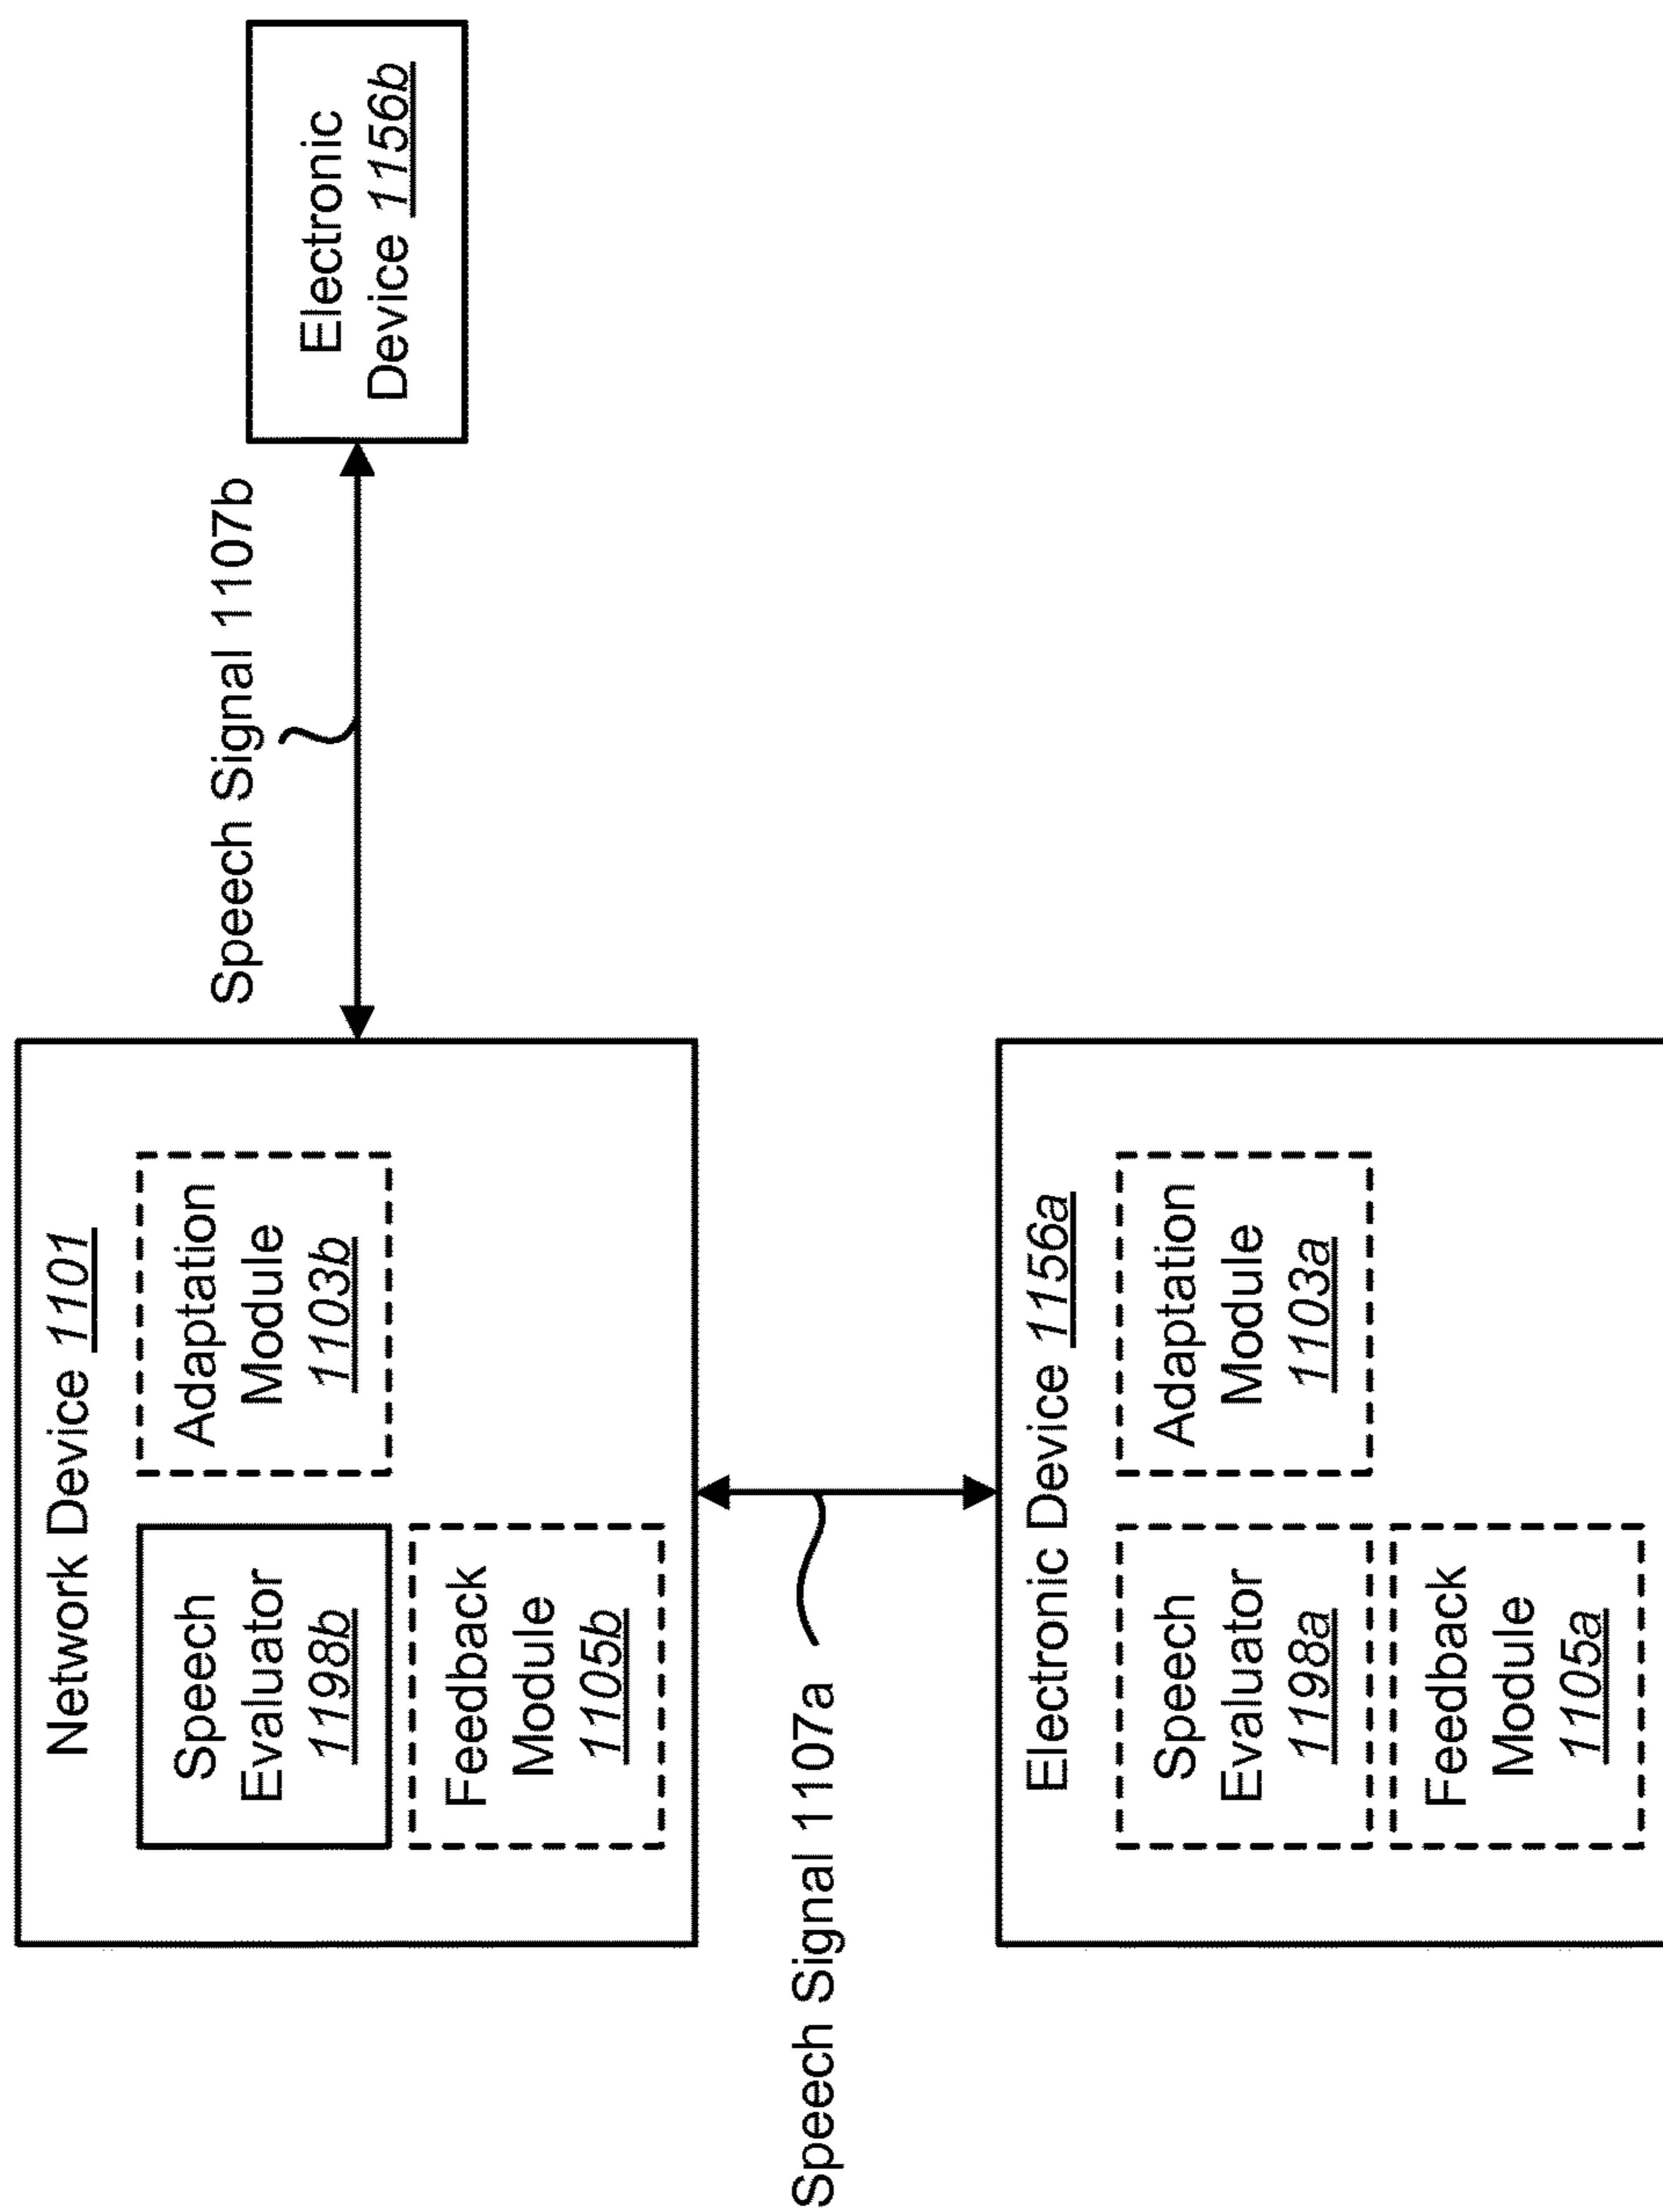 Network Device 1101
Speech
Evaluator
1198b
Adaptation
Module
1103b
Feedback
Module
1105b
Speech Signal 1107b
Electronic
Device 1156b
Speech Signal 1107a
Electronic Device 1156a
Speech
Evaluator
1198a
Adaptation
Module
1103a
Feedback
Module
1105a